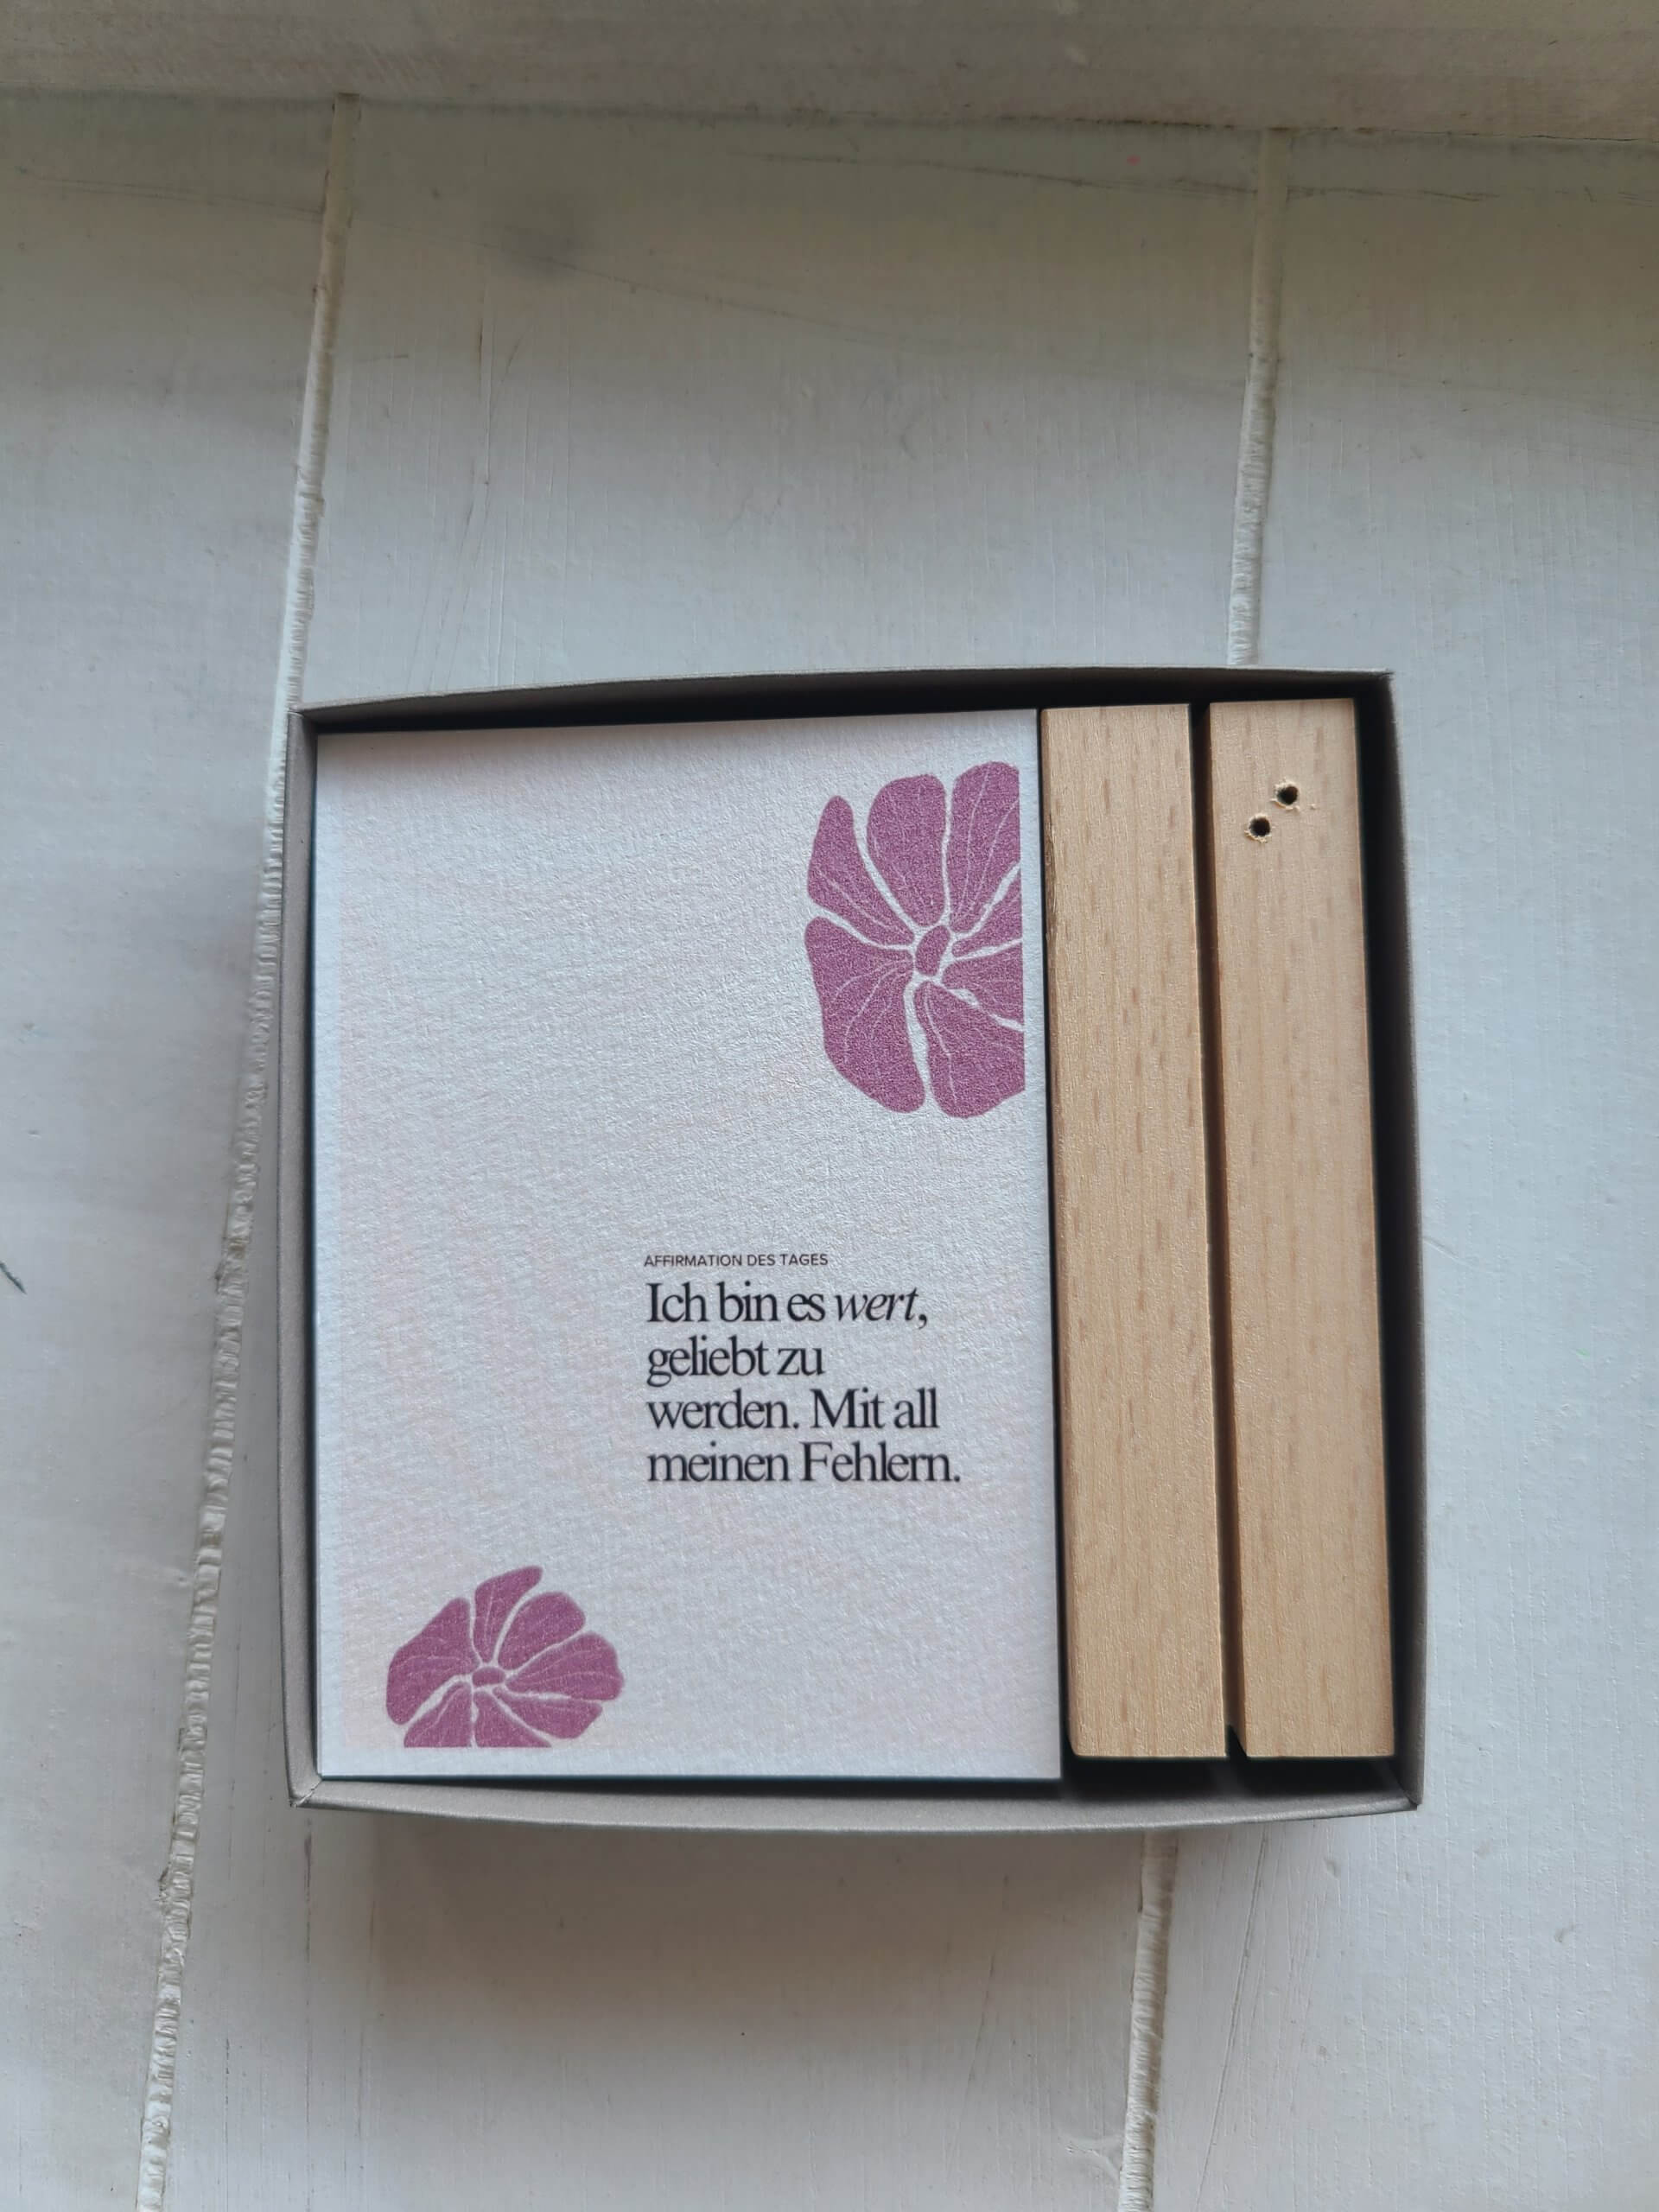 AFFIRMATION DES TAGES
Ich bin es wert,
geliebt zu
werden. Mit all
meinen Fehlern.